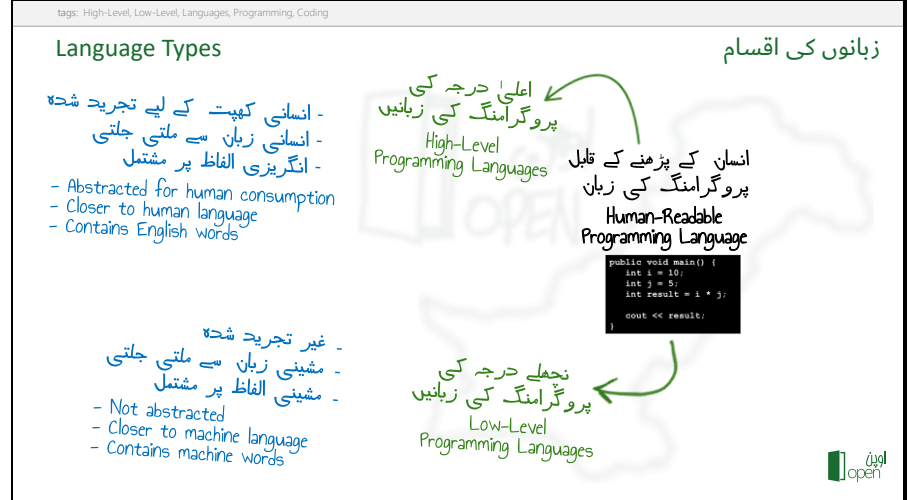 tags: High-Level, Low-Level, Languages, Programming, Coding
Language Types
زبانوں کی اقسام
اعلیٰ درجہ کی
پروگرامنگ کی زبانیں
High-Level
Programming Languages
- انسانی کھپت کے لیے تجرید شدہ
- انسانی زبان سے ملتی جلتی
- انگریزی الفاظ پر مشتمل
- Abstracted for human consumption
- Closer to human language
- Contains English words
انسان کے پڑھنے کے قابل
پروگرامنگ کی زبان
Human-Readable
Programming Language
public void main() {
int i = 10;
int j = 5;
int result = i * j;
cout << result;
}
- غیر تجرید شدہ
- مشینی زبان سے ملتی جلتی
- مشینی الفاظ پر مشتمل
- Not abstracted
- Closer to machine language
- Contains machine words
نچھلے درجہ کی
پروگرامنگ کی زبانیں
Low-Level
Programming Languages
اوپن
open
OPEN